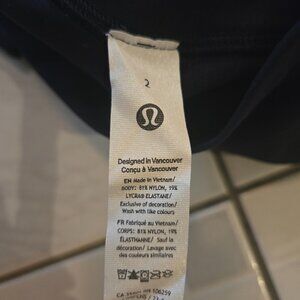 2
Designed in Vancouver
Conçu à Vancouver
EN Made in Vietnam/
BODY: 81% NYLON, 19%
LYCRA® ELASTANE/
Exclusive of decoration/
Wash with like colours
FR Fabriqué au Vietnam/
CORPS: 81% NYLON, 19%
ÉLASTHANNE/ Sauf la
décoration/ Lavage avec
des couleurs similaires
106259